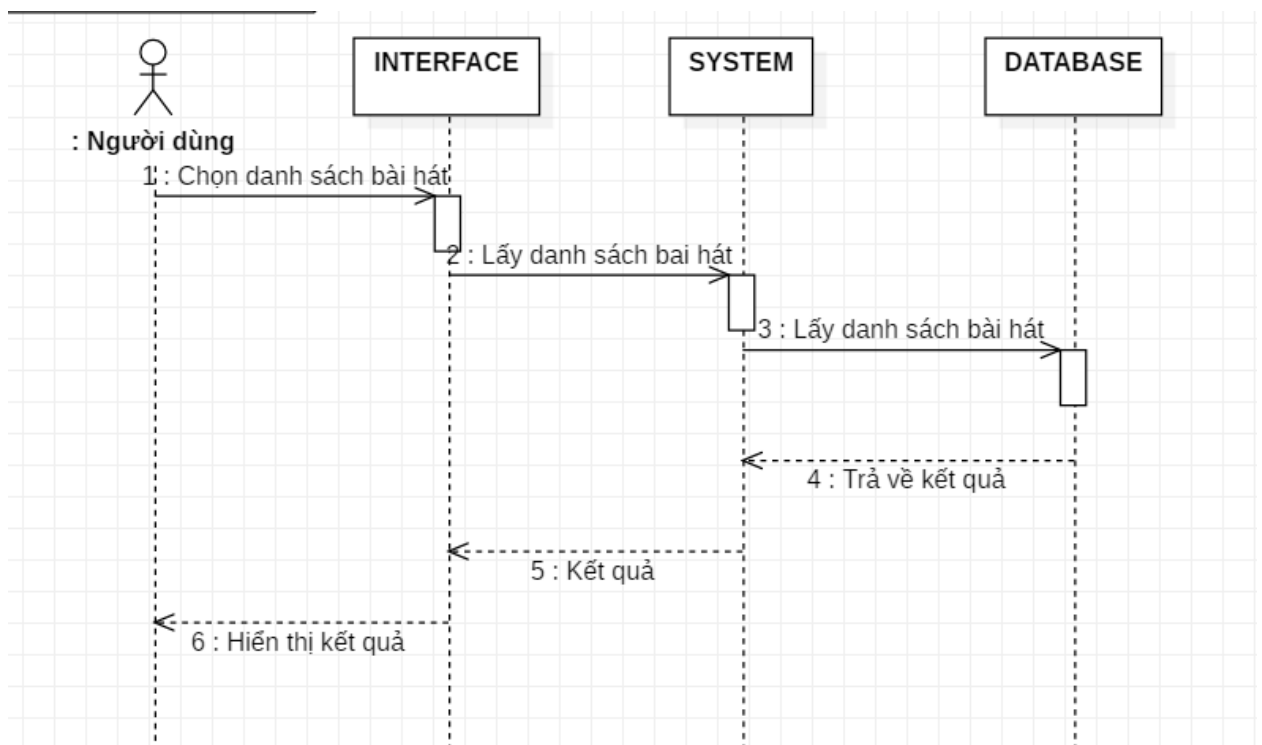 INTERFACE
SYSTEM
DATABASE
: Người dùng
1 : Chọn danh sách bài hát
2 : Lấy danh sách bai hát
3 : Lấy danh sách bài hát
4 : Trả về kết quả
5 : Kết quả
6 : Hiển thị kết quả